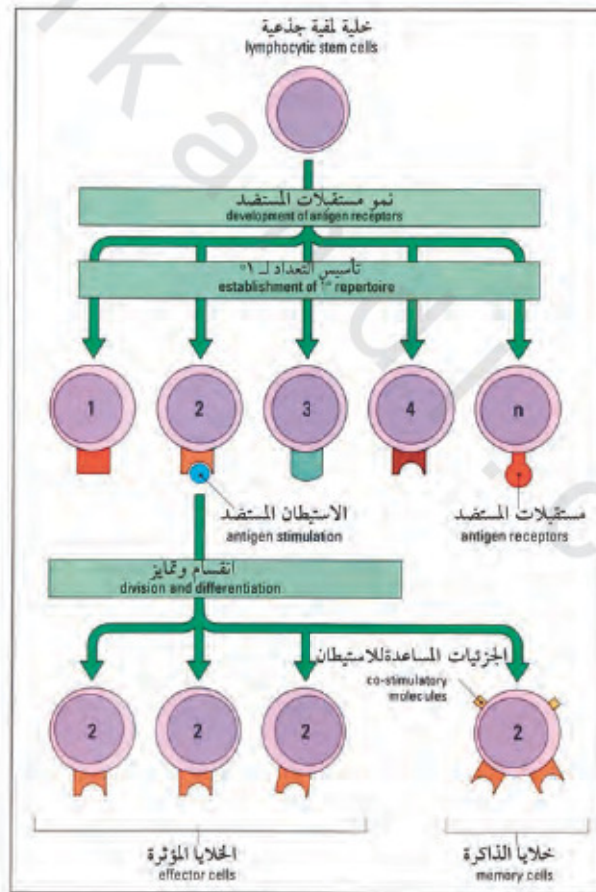 خلية لمفية جذعية
lymphocytic stem cells
نمو مستقبلات المستضد
development of antigen receptors
تأسيس التعداد لـ ١"
establishment of 1st repertoire
1 2 3 4 n
الاستيطان المستضد
antigen stimulation
مستقبلات المستضد
antigen receptors
انقسام وتمايز
division and differentiation
الجزئيات المساعدة للاستيطان
co-stimulatory
molecules
2 2 2 2
الخلايا المؤثرة
effector cells
خلايا الذاكرة
memory cells